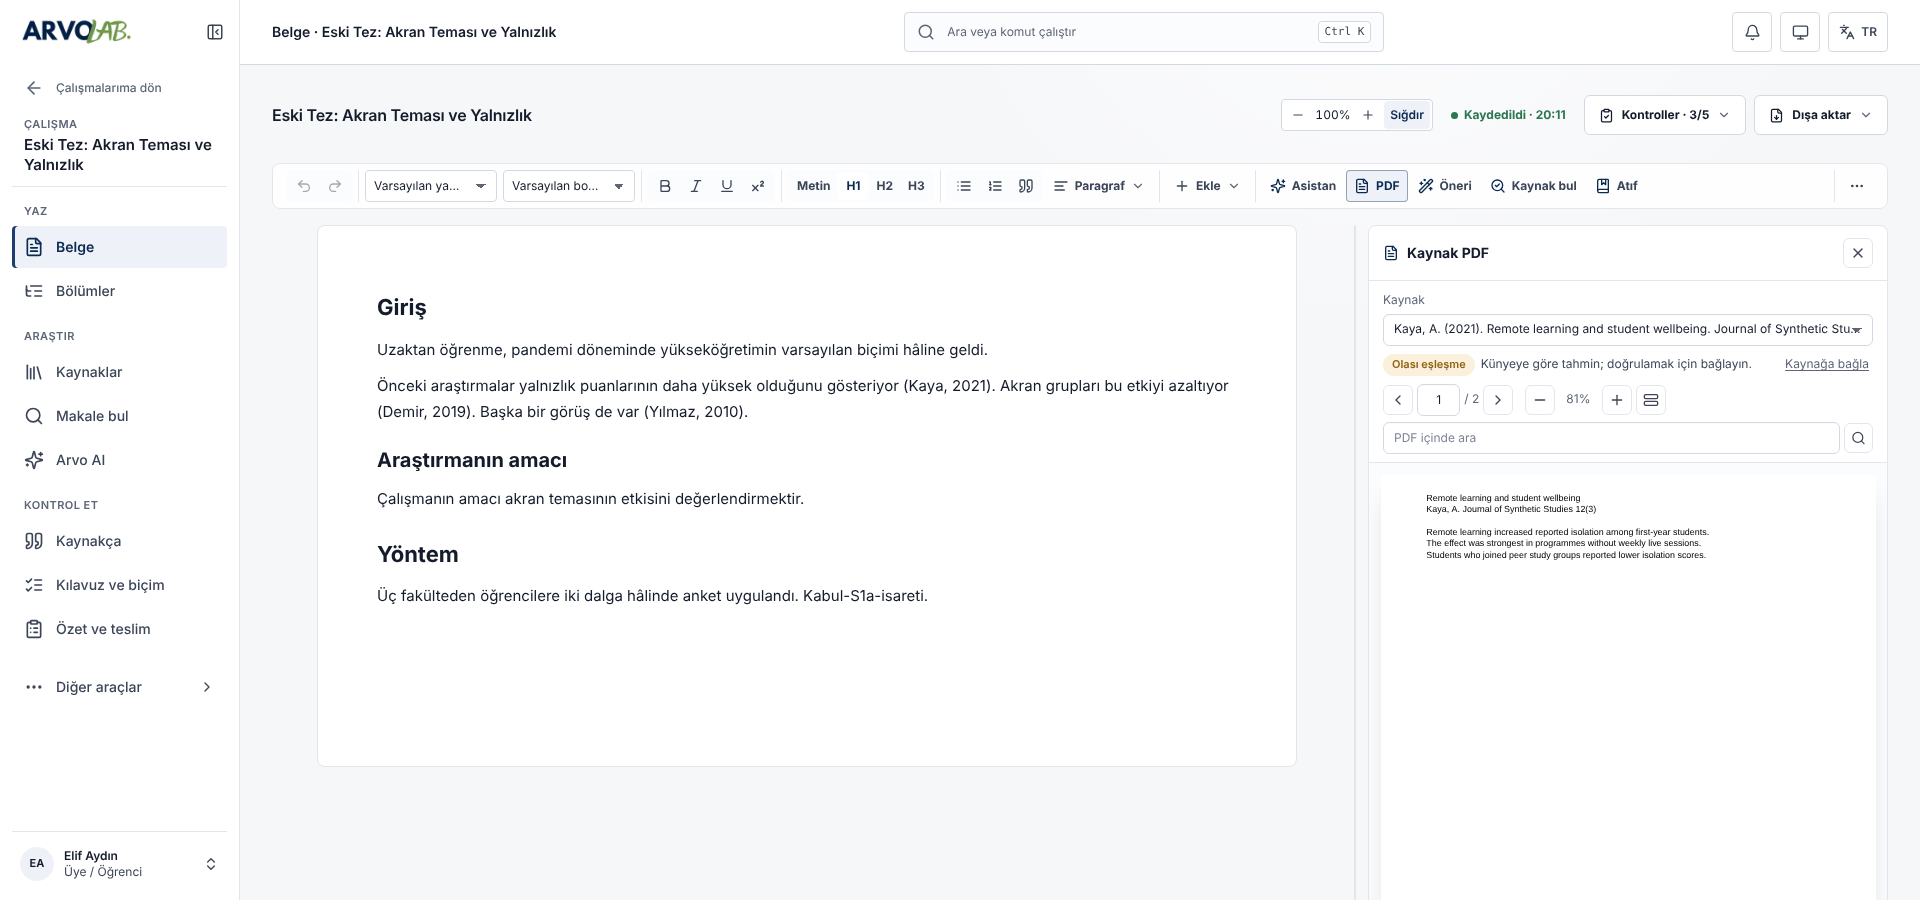 ARVOLAB.
Belge · Eski Tez: Akran Teması ve Yalnızlık
Ara veya komut çalıştır
Ctrl K
TR
Çalışmalarıma dön
ÇALIŞMA
Eski Tez: Akran Teması ve
Yalnızlık
YAZ
Belge
Bölümler
ARAŞTIR
Kaynaklar
Makale bul
Arvo AI
KONTROL ET
Kaynakça
Kılavuz ve biçim
Özet ve teslim
Diğer araçlar
EA
Elif Aydın
Üye / Öğrenci
Eski Tez: Akran Teması ve Yalnızlık
100%
Sığdır
Kaydedildi · 20:11
Kontroller · 3/5
Dışa aktar
Varsayılan ya...
Varsayılan bo...
B I U x²
Metin H1 H2 H3
Paragraf
Ekle
Asistan
PDF
Öneri
Kaynak bul
Atıf
Giriş
Uzaktan öğrenme, pandemi döneminde yükseköğretimin varsayılan biçimi hâline geldi.
Önceki araştırmalar yalnızlık puanlarının daha yüksek olduğunu gösteriyor (Kaya, 2021). Akran grupları bu etkiyi azaltıyor
(Demir, 2019). Başka bir görüş de var (Yılmaz, 2010).
Araştırmanın amacı
Çalışmanın amacı akran temasının etkisini değerlendirmektir.
Yöntem
Üç fakülteden öğrencilere iki dalga hâlinde anket uygulandı. Kabul-S1a-isareti.
Kaynak PDF
Kaynak
Kaya, A. (2021). Remote learning and student wellbeing. Journal of Synthetic Stu...
Olası eşleşme
Künyeye göre tahmin; doğrulamak için bağlayın.
Kaynağa bağla
1 / 2
81%
PDF içinde ara
Remote learning and student wellbeing
Kaya, A. Journal of Synthetic Studies 12(3)
Remote learning increased reported isolation among first-year students.
The effect was strongest in programmes without weekly live sessions.
Students who joined peer study groups reported lower isolation scores.